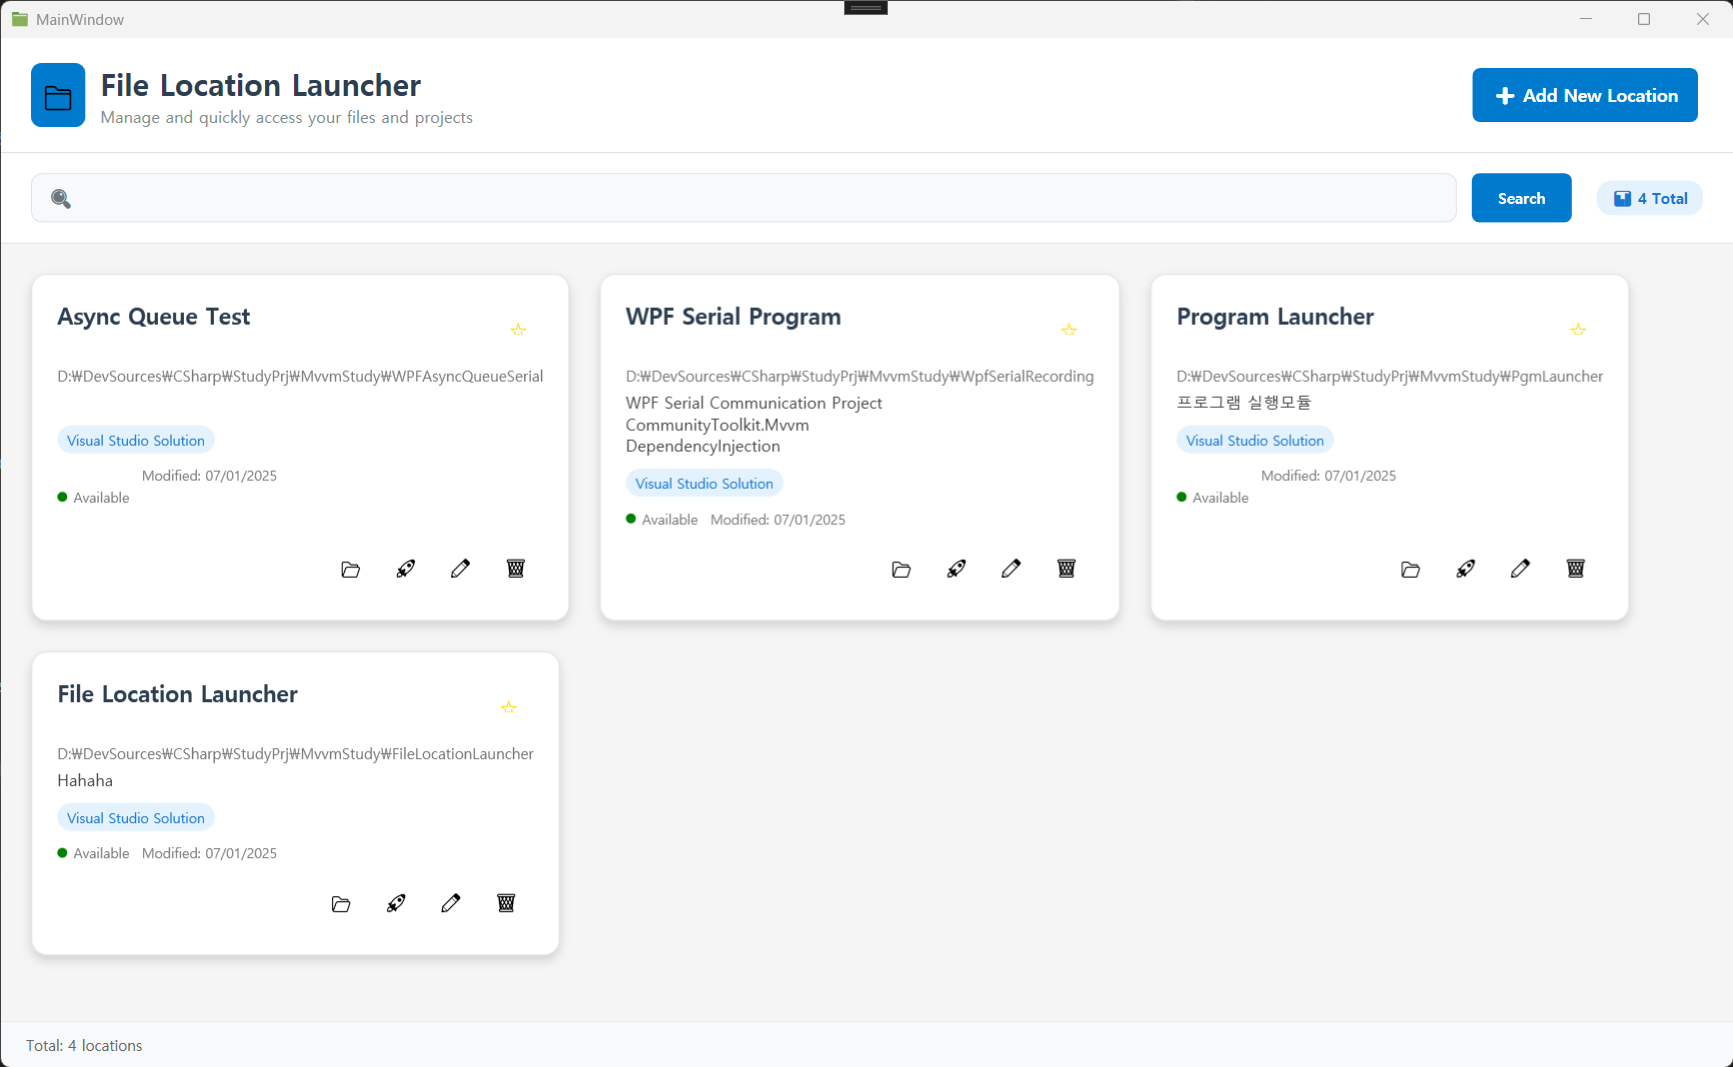 MainWindow
File Location Launcher
Manage and quickly access your files and projects
Add New Location
Search
4 Total
Async Queue Test
D:₩DevSources₩CSharp₩StudyPrj₩MvvmStudy₩WPFAsyncQueueSerial
Visual Studio Solution
Modified: 07/01/2025
Available
WPF Serial Program
D:₩DevSources₩CSharp₩StudyPrj₩MvvmStudy₩WpfSerialRecording
WPF Serial Communication Project
CommunityToolkit.Mvvm
DependencyInjection
Visual Studio Solution
Available Modified: 07/01/2025
Program Launcher
D:₩DevSources₩CSharp₩StudyPrj₩MvvmStudy₩PgmLauncher
프로그램 실행모듈
Visual Studio Solution
Modified: 07/01/2025
Available
File Location Launcher
D:₩DevSources₩CSharp₩StudyPrj₩MvvmStudy₩FileLocationLauncher
Hahaha
Visual Studio Solution
Available Modified: 07/01/2025
Total: 4 locations